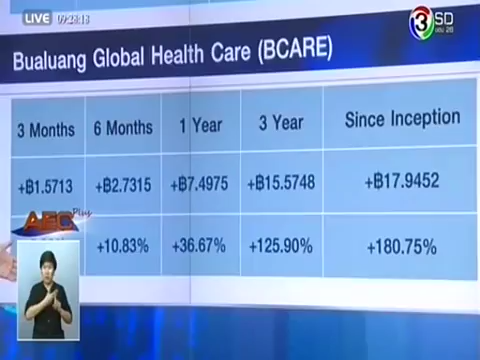 LIVE 09:28:13
3 SD
Bualuang Global Health Care (BCARE)
3 Months 6 Months 1 Year 3 Year Since Inception
+฿1.5713 +฿2.7315 +฿7.4975 +฿15.5748 +฿17.9452
AEC Plus
+10.83% +36.67% +125.90% +180.75%